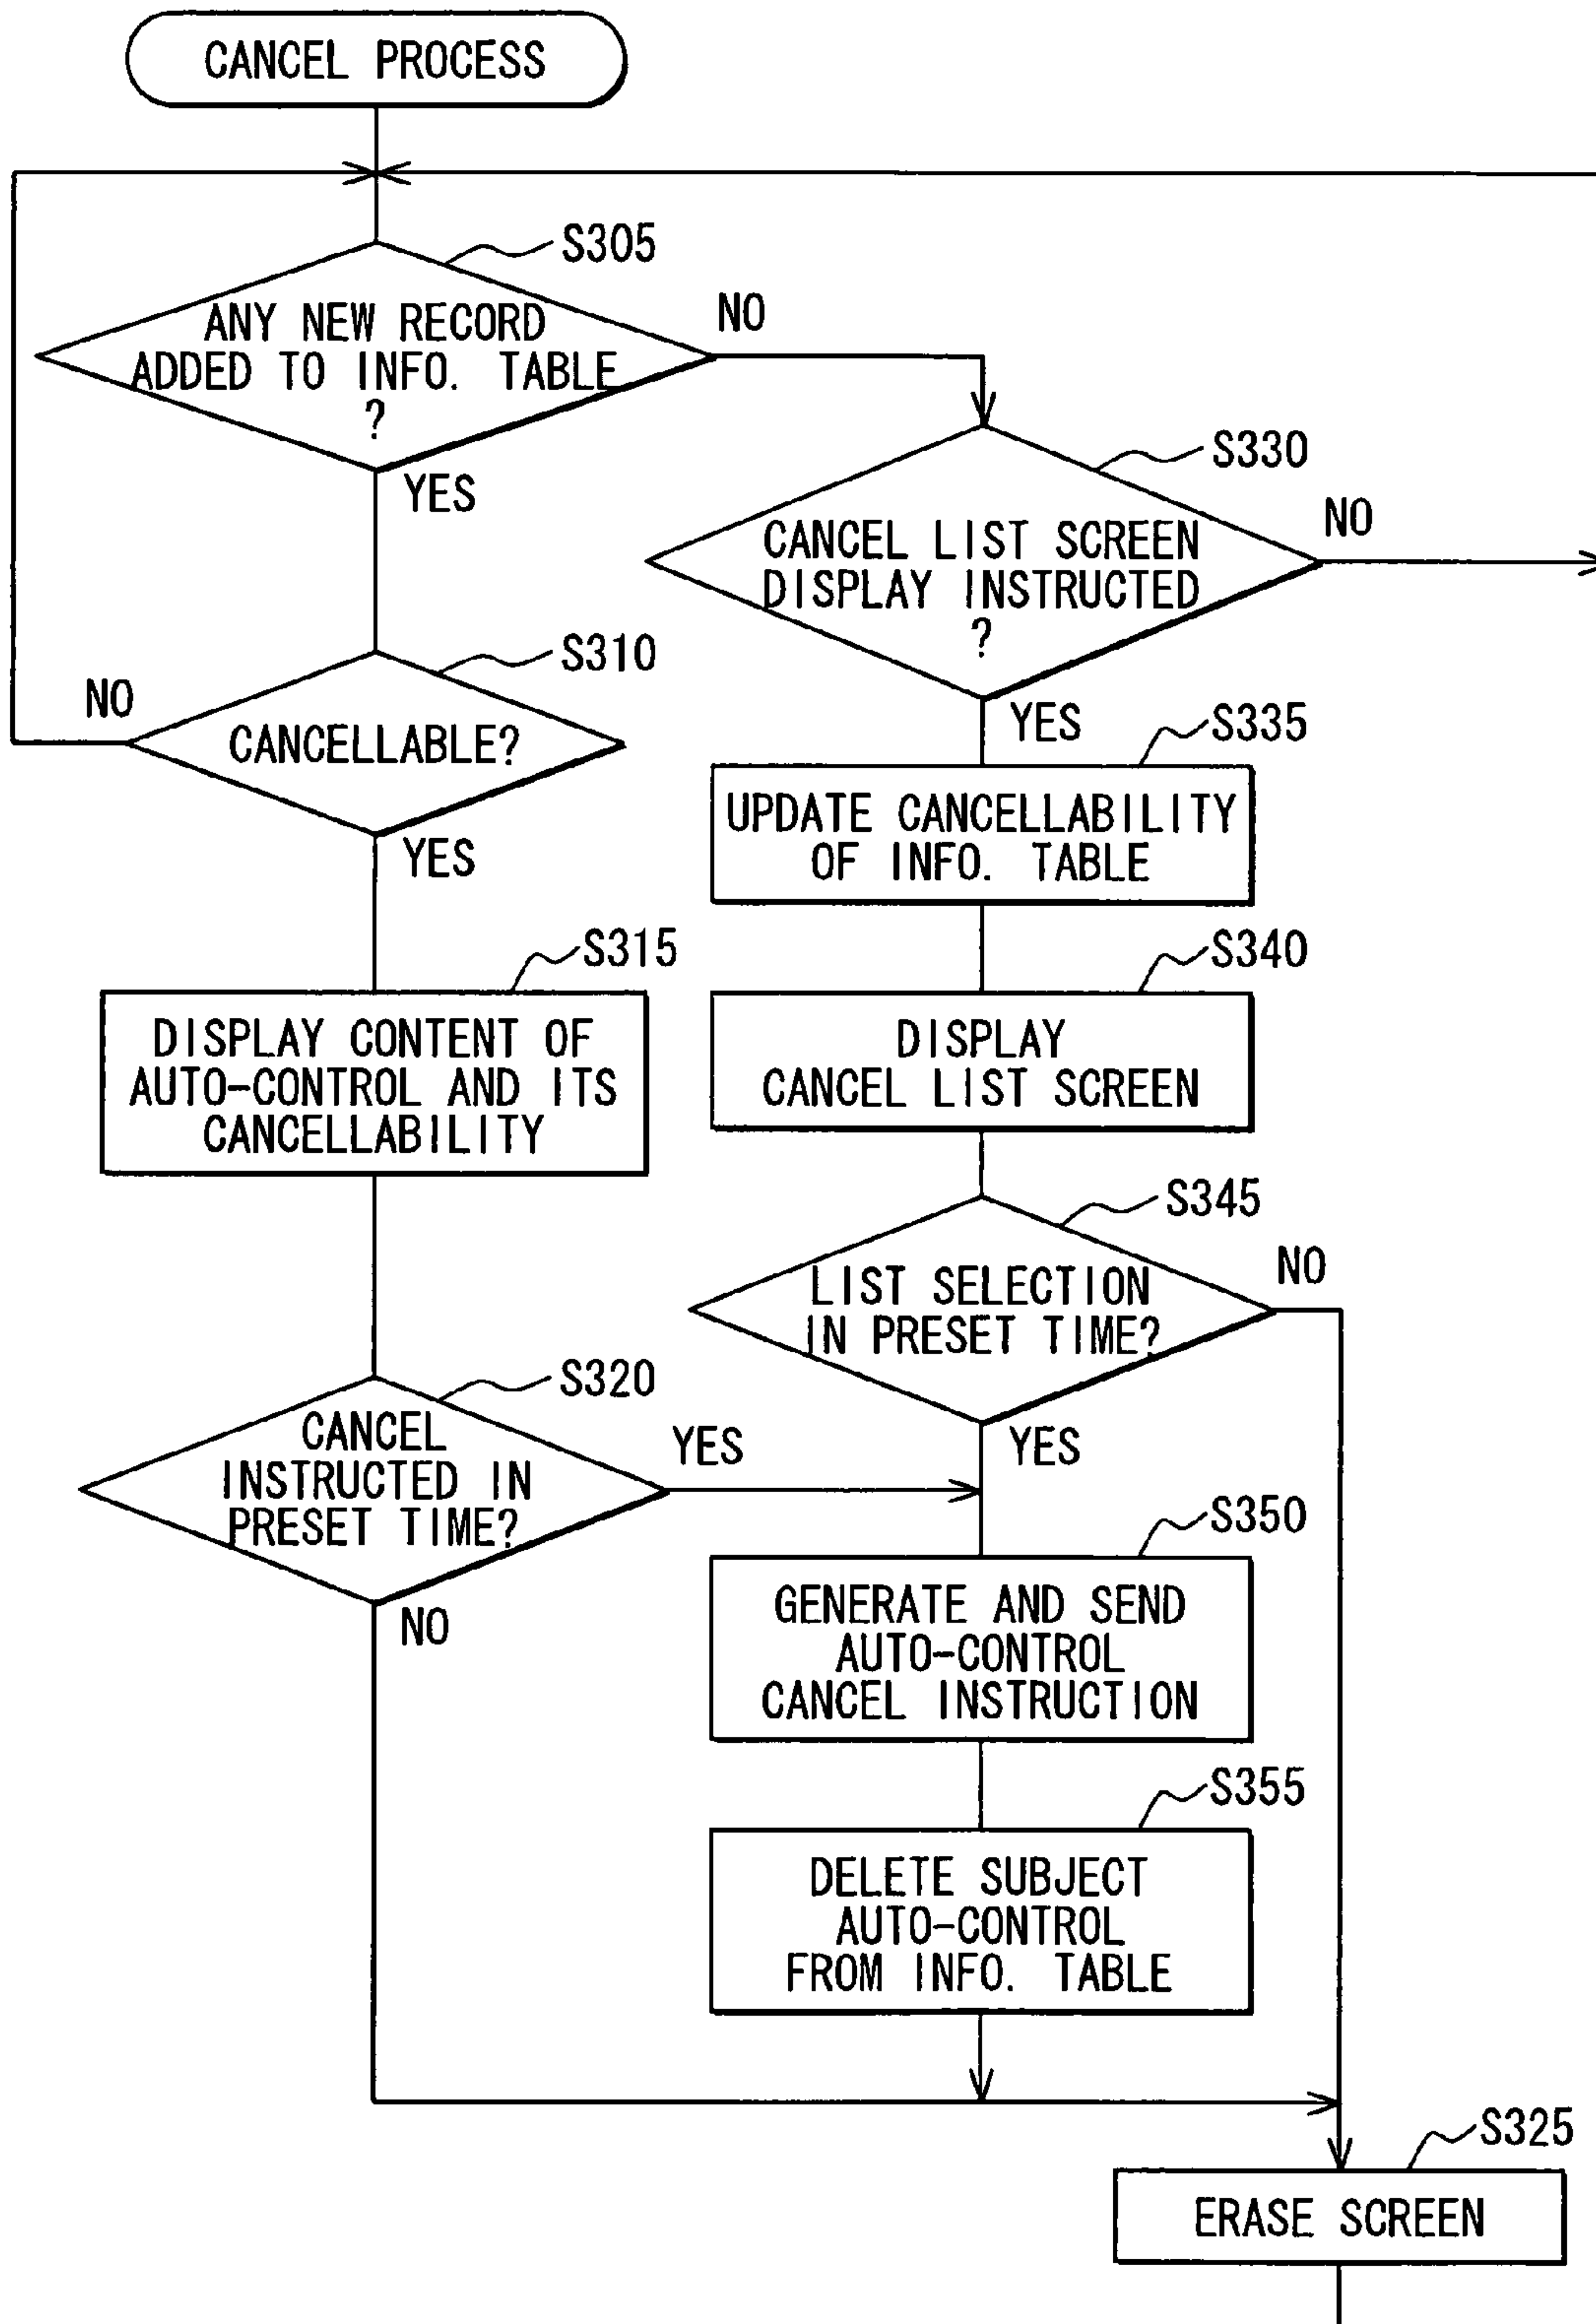 CANCEL PROCESS
S305
ANY NEW RECORD
ADDED TO INFO. TABLE
?
NO
YES
S330
CANCEL LIST SCREEN
DISPLAY INSTRUCTED
?
NO
YES
S310
CANCELLABLE?
NO
YES
S335
UPDATE CANCELLABILITY
OF INFO. TABLE
S315
DISPLAY CONTENT OF
AUTO-CONTROL AND ITS
CANCELLABILITY
S340
DISPLAY
CANCEL LIST SCREEN
S345
LIST SELECTION
IN PRESET TIME?
NO
YES
S320
CANCEL
INSTRUCTED IN
PRESET TIME?
YES
NO
S350
GENERATE AND SEND
AUTO-CONTROL
CANCEL INSTRUCTION
S355
DELETE SUBJECT
AUTO-CONTROL
FROM INFO. TABLE
S325
ERASE SCREEN